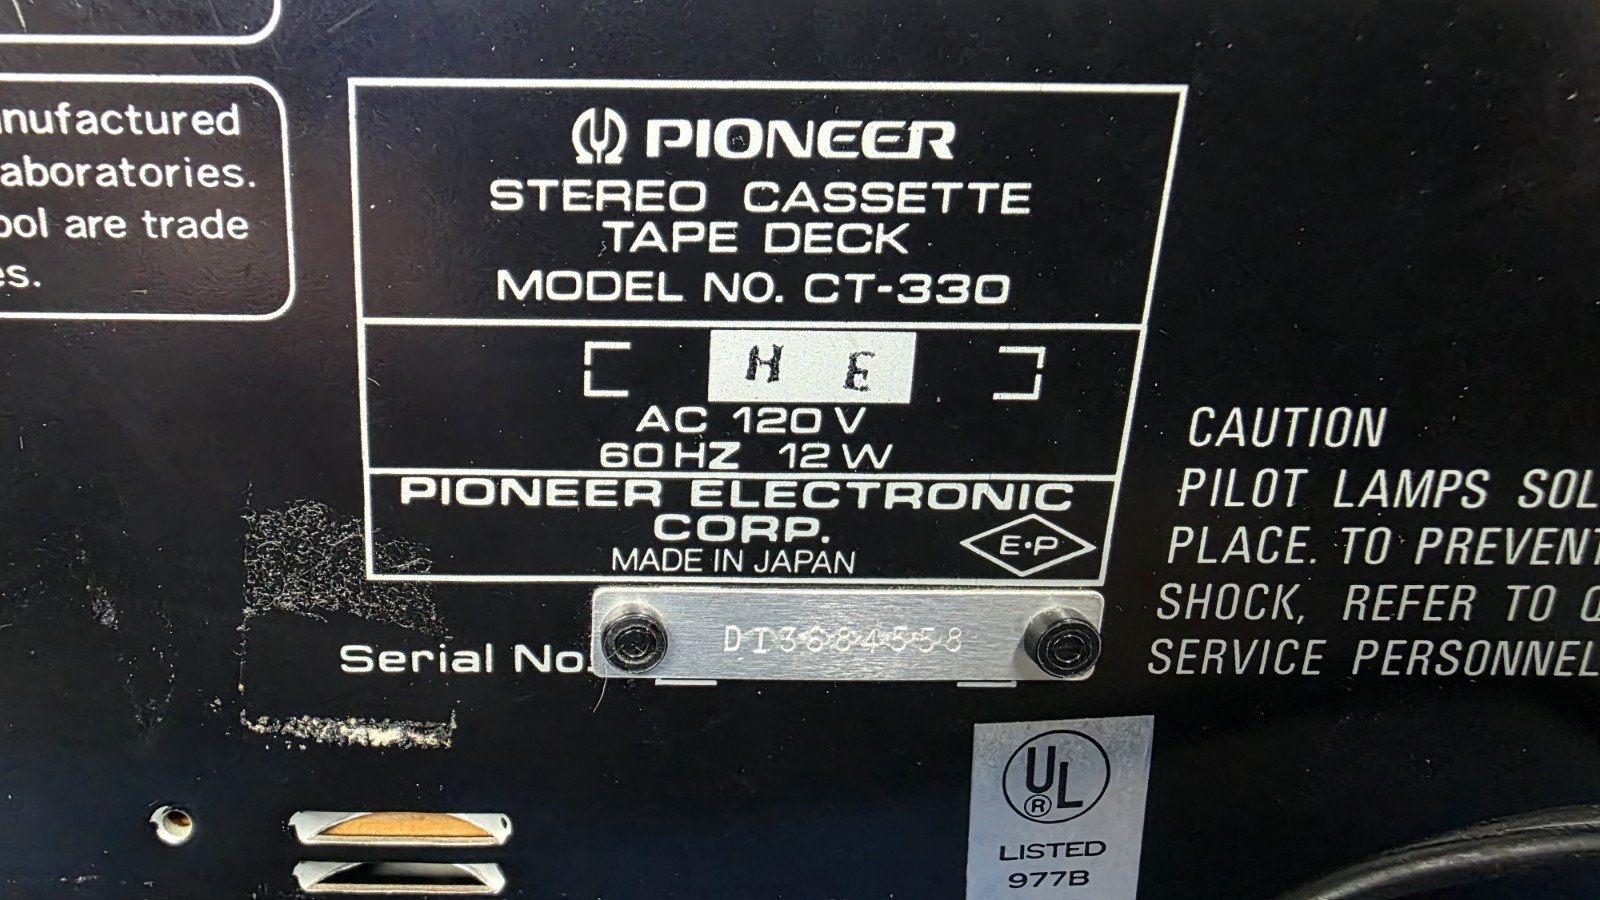 nufactured
aboratories.
ool are trade
es.
PIONEER
STEREO CASSETTE
TAPE DECK
MODEL NO. CT-330
[ H E ]
AC 120 V
60 HZ 12 W
PIONEER ELECTRONIC
CORP.
MADE IN JAPAN
E·P
Serial No.
DI3684558
CAUTION
PILOT LAMPS SOL
PLACE. TO PREVENT
SHOCK, REFER TO Q
SERVICE PERSONNEL
UL
®
LISTED
977B